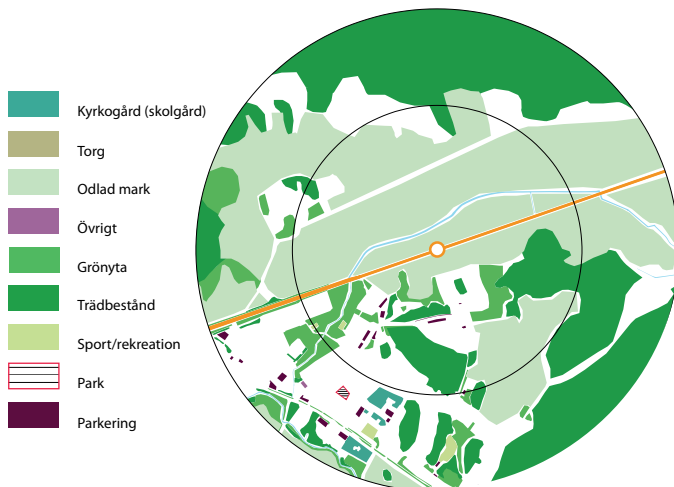 Kyrkogård (skolgård)
Torg
Odlad mark
Övrigt
Grönyta
Trädbestånd
Sport/rekreation
Park
Parkering